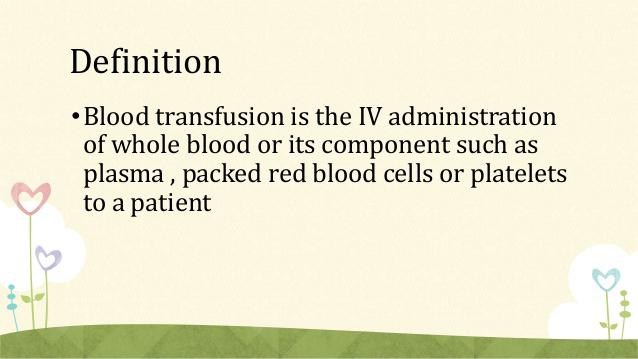 Definition
•Blood transfusion is the IV administration
of whole blood or its component such as
plasma , packed red blood cells or platelets
to a patient